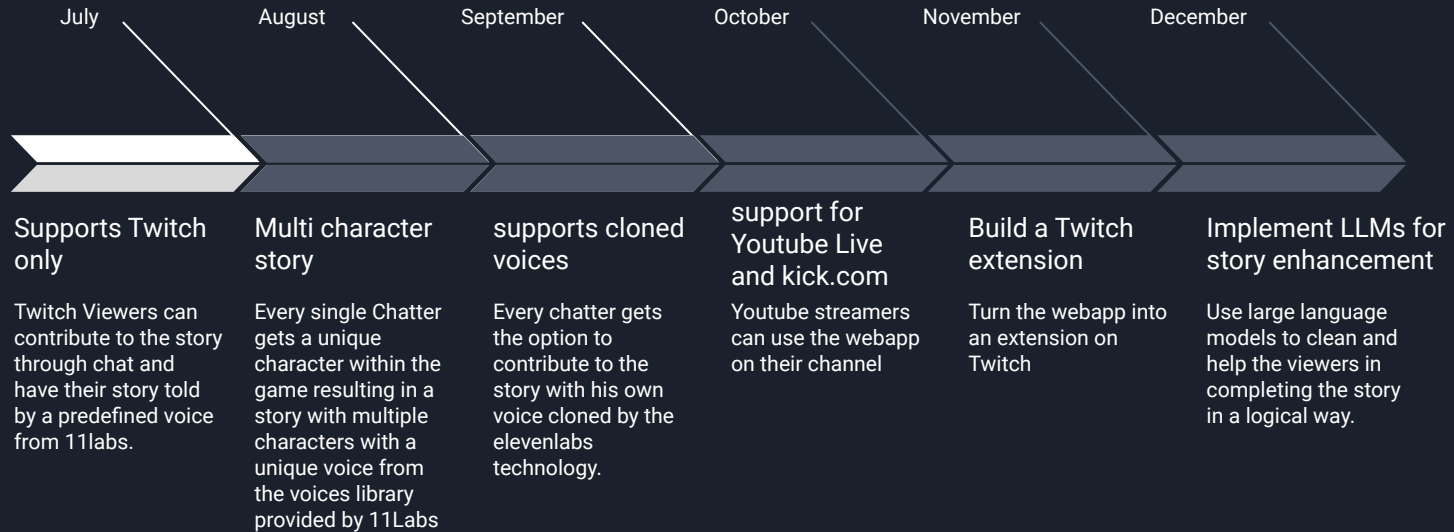 July
August
September
October
November
December
Supports Twitch
only
Twitch Viewers can
contribute to the story
through chat and
have their story told
by a predefined voice
from 11labs.
Multi character
story
Every single Chatter
gets a unique
character within the
game resulting in a
story with multiple
characters with a
unique voice from
the voices library
provided by 11Labs
supports cloned
voices
Every chatter gets
the option to
contribute to the
story with his own
voice cloned by the
elevenlabs
technology.
support for
Youtube Live
and kick.com
Youtube streamers
can use the webapp
on their channel
Build a Twitch
extension
Turn the webapp into
an extension on
Twitch
Implement LLMs for
story enhancement
Use large language
models to clean and
help the viewers in
completing the story
in a logical way.